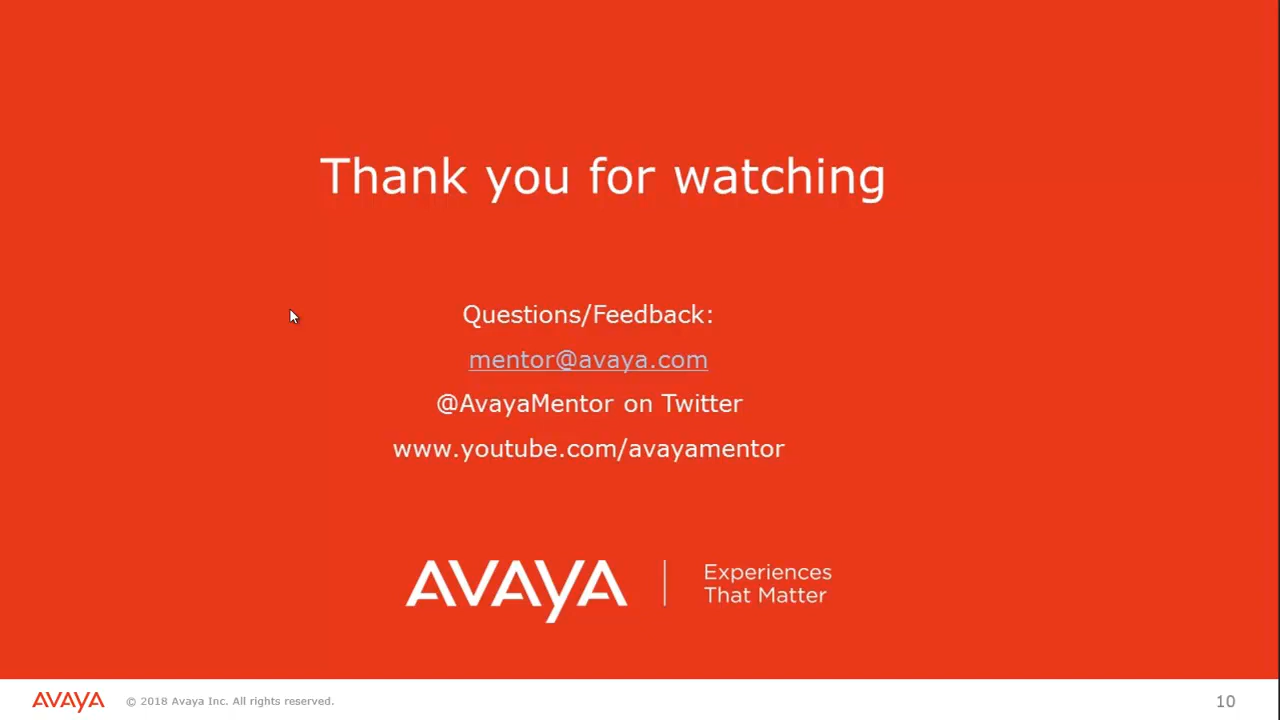 Thank you for watching
Questions/Feedback:
mentor@avaya.com
@AvayaMentor on Twitter
www.youtube.com/avayamentor
AVAYA
Experiences
That Matter
AVAYA
© 2018 Avaya Inc. All rights reserved.
10